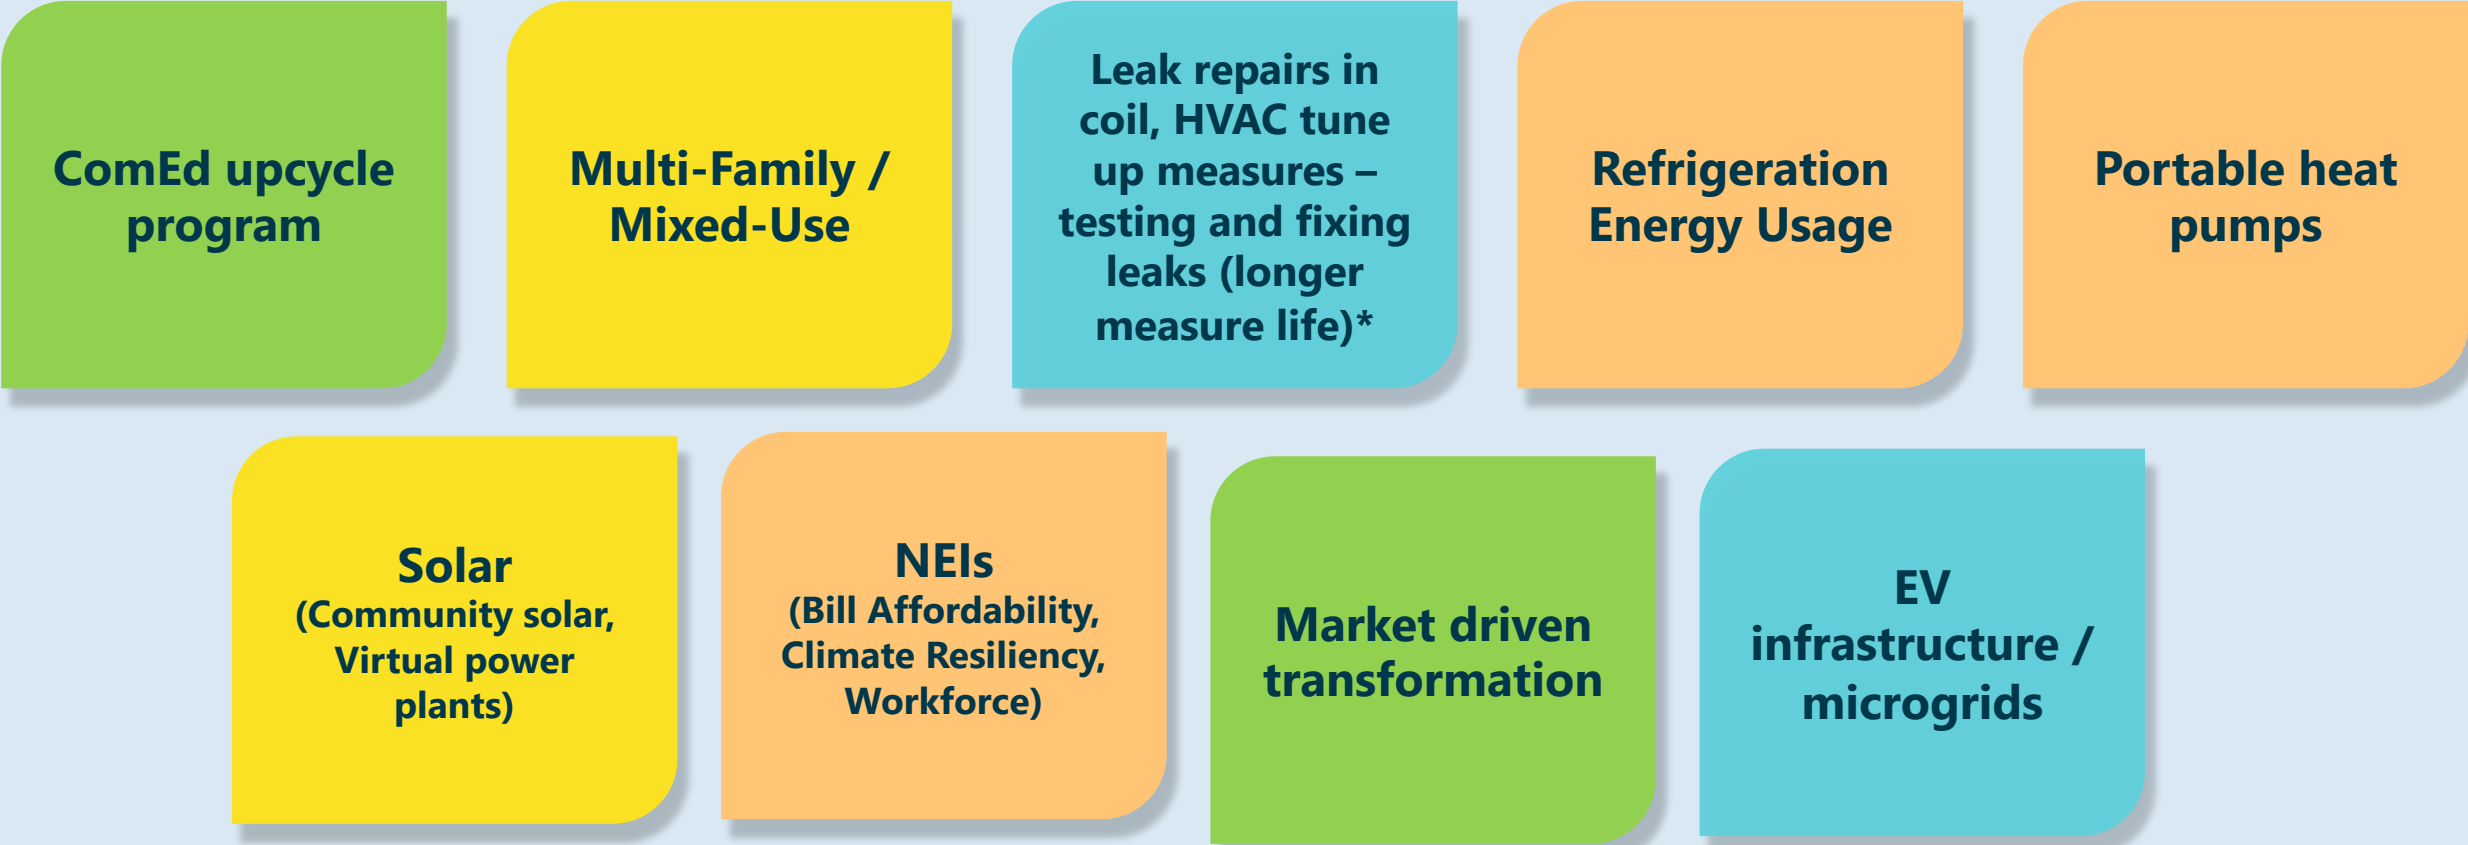 ComEd upcycle
program
Multi-Family /
Mixed-Use
Leak repairs in
coil, HVAC tune
up measures –
testing and fixing
leaks (longer
measure life)*
Refrigeration
Energy Usage
Portable heat
pumps
Solar
(Community solar,
Virtual power
plants)
NEIs
(Bill Affordability,
Climate Resiliency,
Workforce)
Market driven
transformation
EV
infrastructure /
microgrids